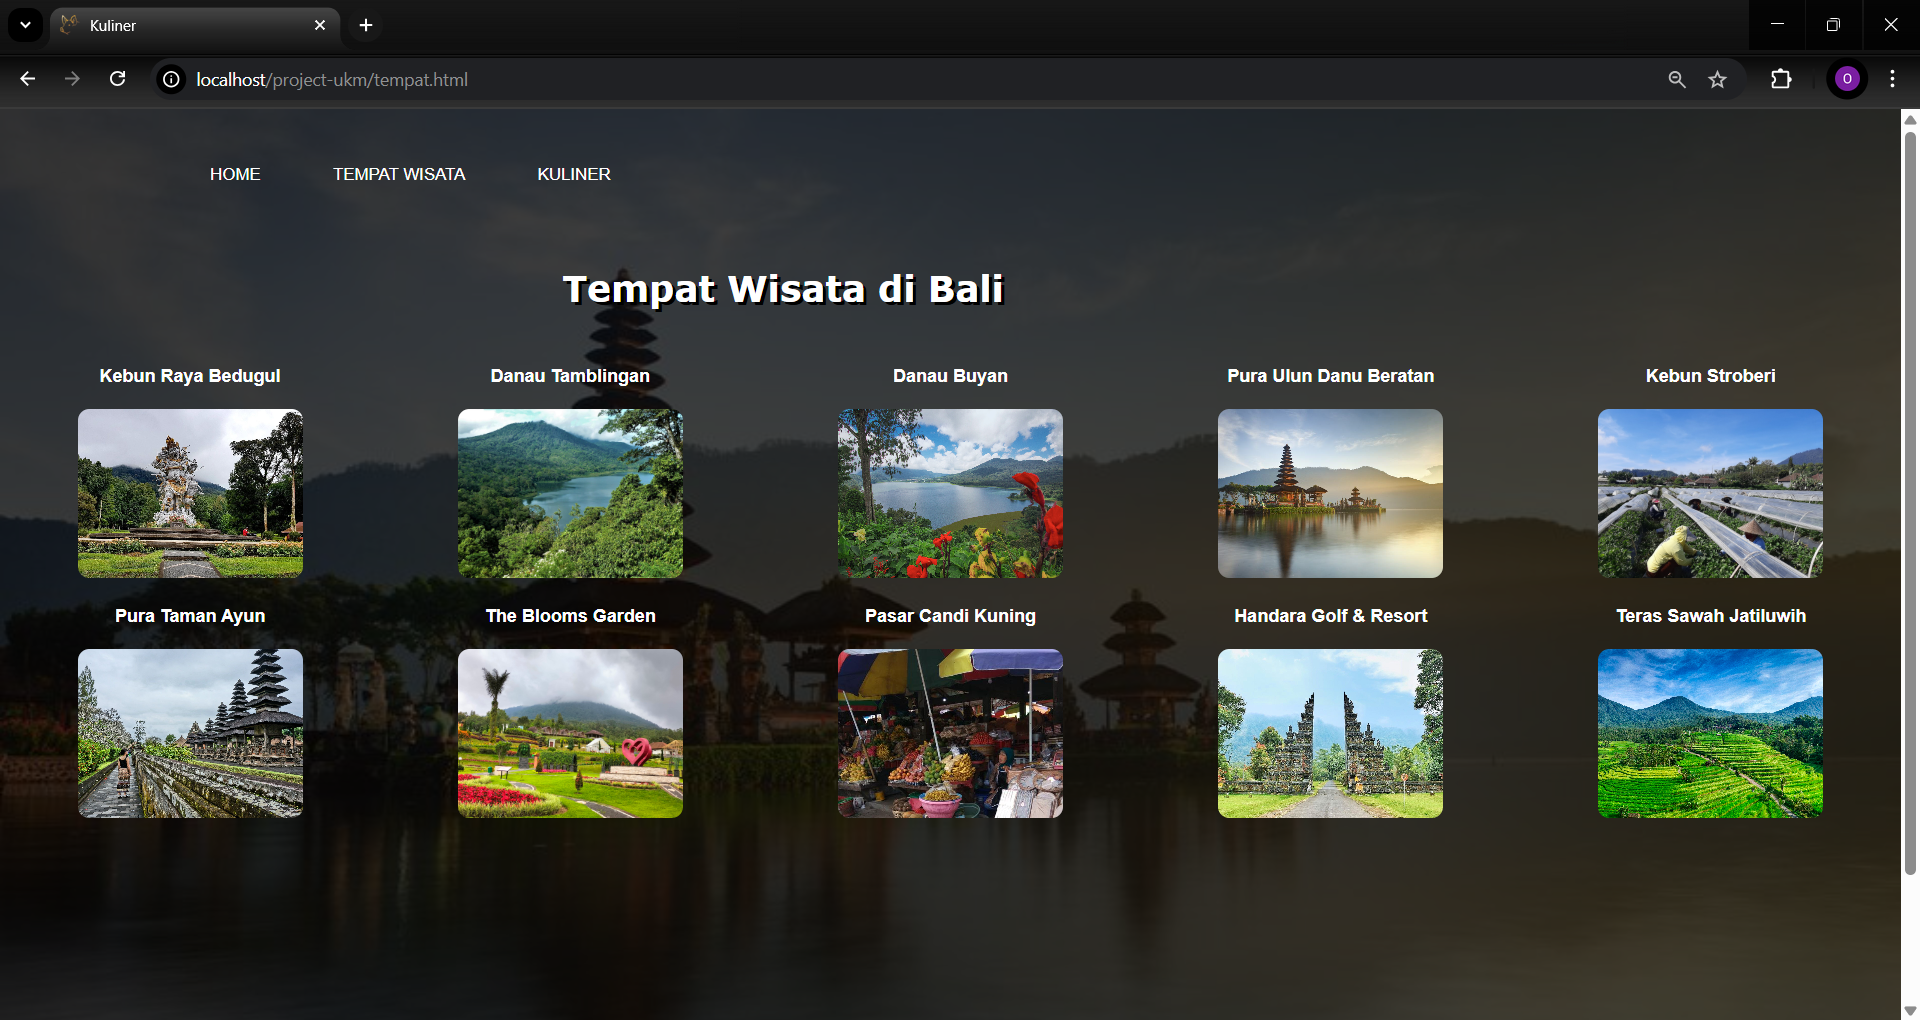 Kuliner
localhost/project-ukm/tempat.html
O
HOME TEMPAT WISATA KULINER
Tempat Wisata di Bali
Kebun Raya Bedugul Danau Tamblingan Danau Buyan Pura Ulun Danu Beratan Kebun Stroberi
Pura Taman Ayun The Blooms Garden Pasar Candi Kuning Handara Golf & Resort Teras Sawah Jatiluwih